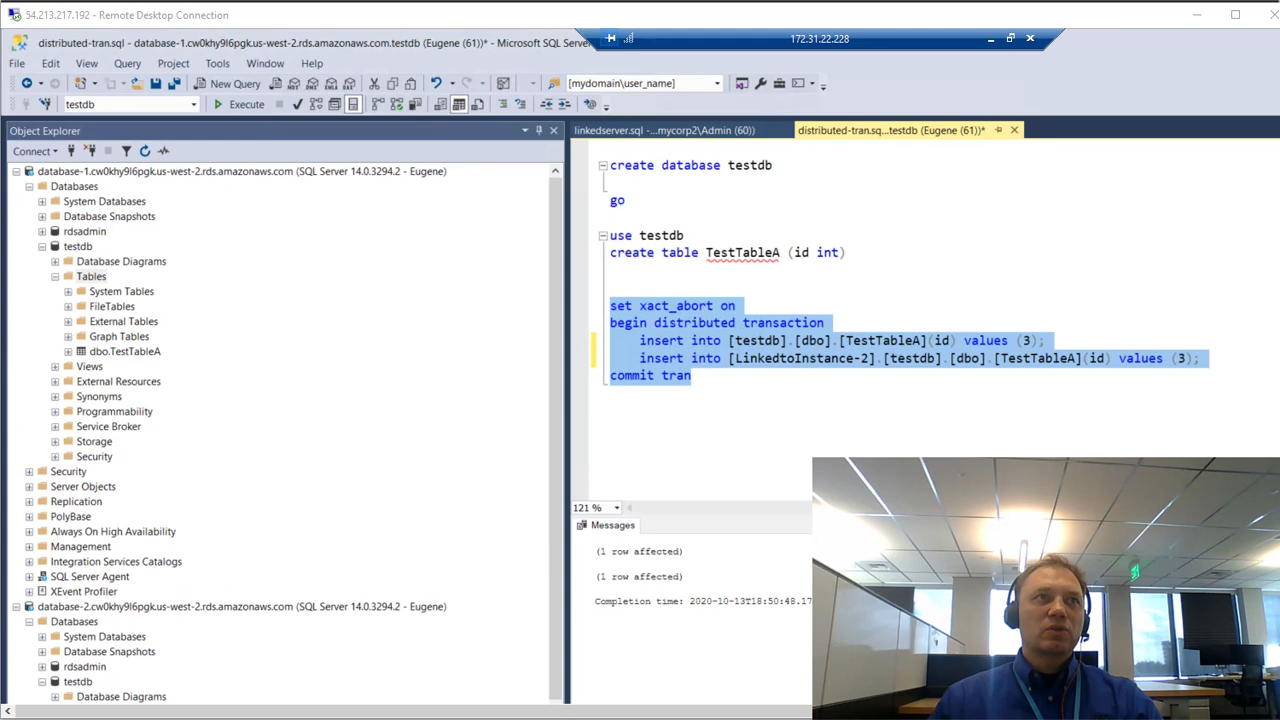 54.213.217.192 - Remote Desktop Connection
distributed-tran.sql - database-1.cw0khy9l6pgk.us-west-2.rds.amazonaws.com.testdb (Eugene (61))* - Microsoft SQL Ser
172.31.22.228
File Edit View Query Project Tools Window Help
New Query
[mydomain\user_name]
testdb
Execute
Object Explorer
linkedserver.sql -...mycorp2\Admin (60))
distributed-tran.sq...testdb (Eugene (61))*
Connect
database-1.cw0khy9l6pgk.us-west-2.rds.amazonaws.com (SQL Server 14.0.3294.2 - Eugene)
Databases
System Databases
Database Snapshots
rdsadmin
testdb
Database Diagrams
Tables
System Tables
FileTables
External Tables
Graph Tables
dbo.TestTableA
Views
External Resources
Synonyms
Programmability
Service Broker
Storage
Security
Security
Server Objects
Replication
PolyBase
Always On High Availability
Management
Integration Services Catalogs
SQL Server Agent
XEvent Profiler
database-2.cw0khy9l6pgk.us-west-2.rds.amazonaws.com (SQL Server 14.0.3294.2 - Eugene)
Databases
System Databases
Database Snapshots
rdsadmin
testdb
Database Diagrams
create database testdb
go
use testdb
create table TestTableA (id int)
set xact_abort on
begin distributed transaction
insert into [testdb].[dbo].[TestTableA](id) values (3);
insert into [LinkedtoInstance-2].[testdb].[dbo].[TestTableA](id) values (3);
commit tran
121 %
Messages
(1 row affected)
(1 row affected)
Completion time: 2020-10-13T18:50:48.17